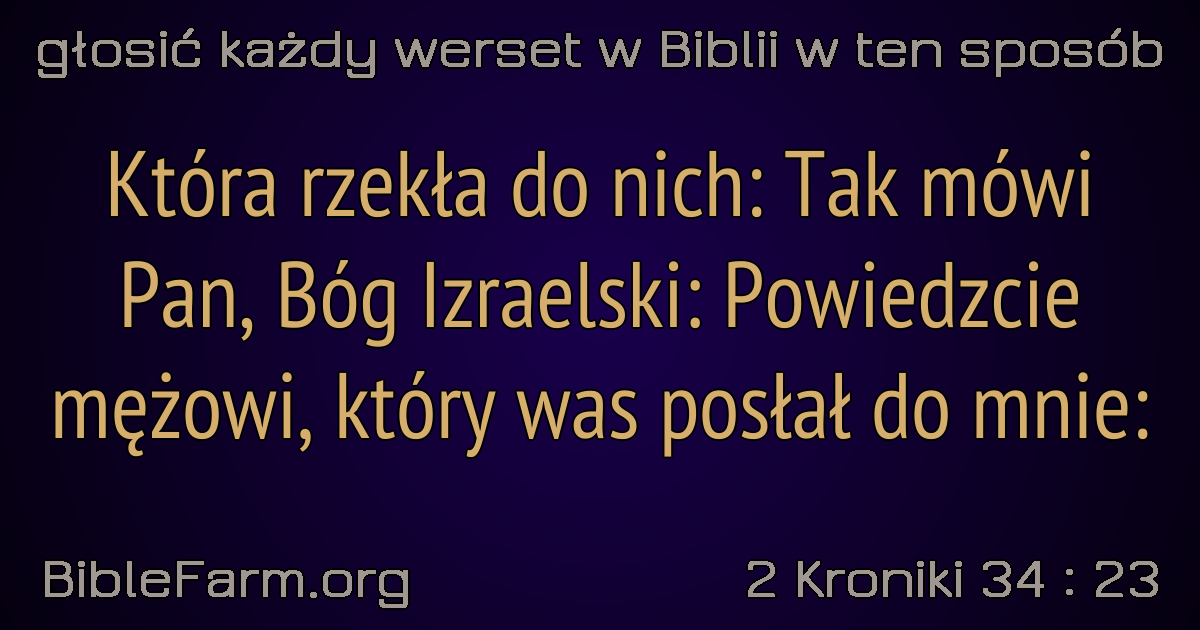 głosić każdy werset w Biblii w ten sposób
Która rzekła do nich: Tak mówi
Pan, Bóg Izraelski: Powiedzcie
mężowi, który was posłał do mnie:
BibleFarm.org
2 Kroniki 34 : 23